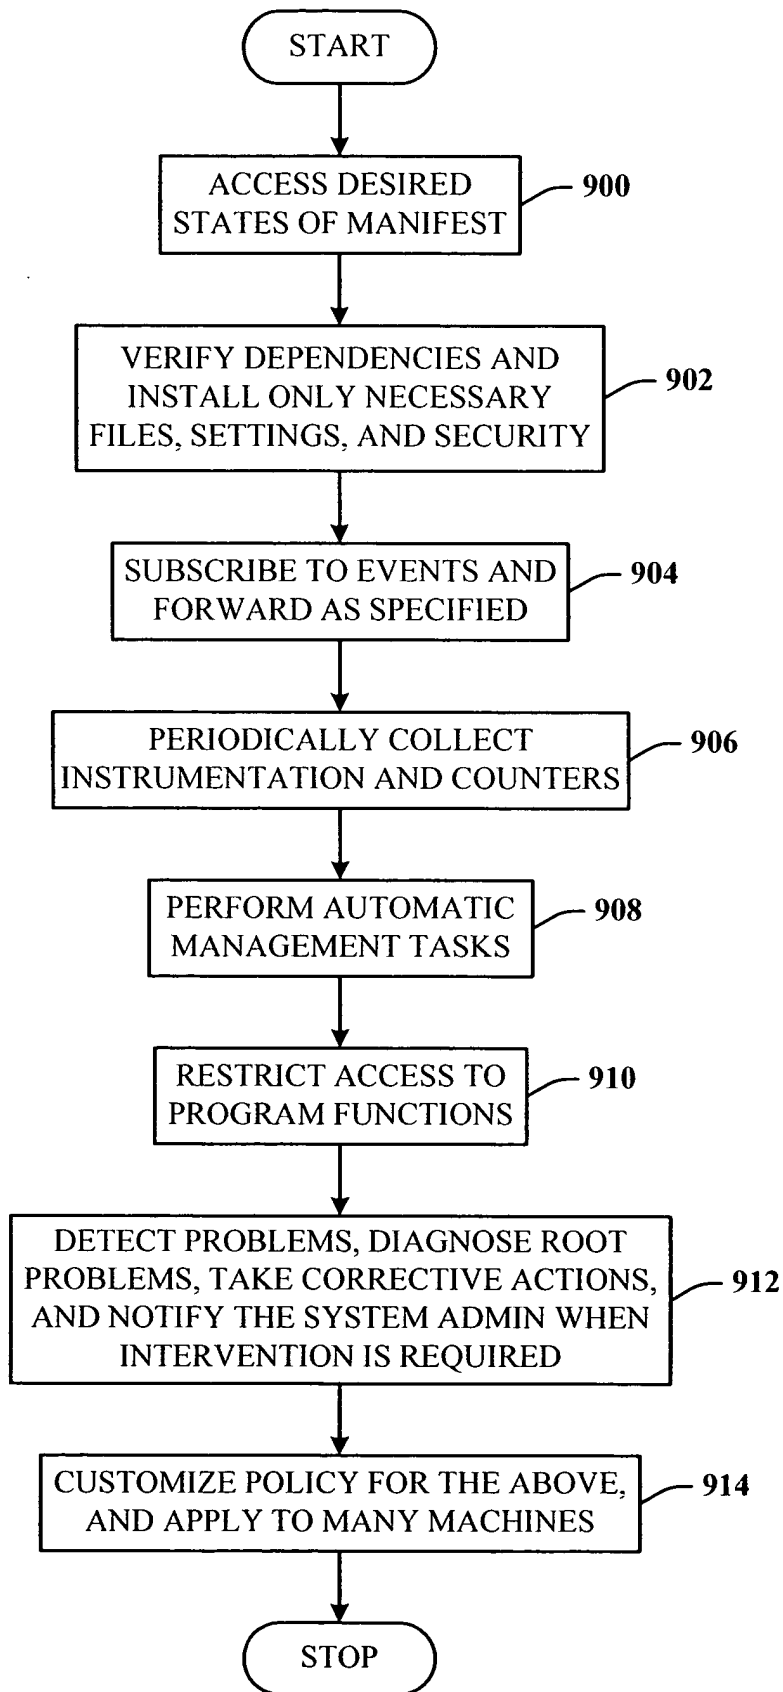 START
ACCESS DESIRED
STATES OF MANIFEST
900
VERIFY DEPENDENCIES AND
INSTALL ONLY NECESSARY
FILES, SETTINGS, AND SECURITY
902
SUBSCRIBE TO EVENTS AND
FORWARD AS SPECIFIED
904
PERIODICALLY COLLECT
INSTRUMENTATION AND COUNTERS
906
PERFORM AUTOMATIC
MANAGEMENT TASKS
908
RESTRICT ACCESS TO
PROGRAM FUNCTIONS
910
DETECT PROBLEMS, DIAGNOSE ROOT
PROBLEMS, TAKE CORRECTIVE ACTIONS,
AND NOTIFY THE SYSTEM ADMIN WHEN
INTERVENTION IS REQUIRED
912
CUSTOMIZE POLICY FOR THE ABOVE,
AND APPLY TO MANY MACHINES
914
STOP